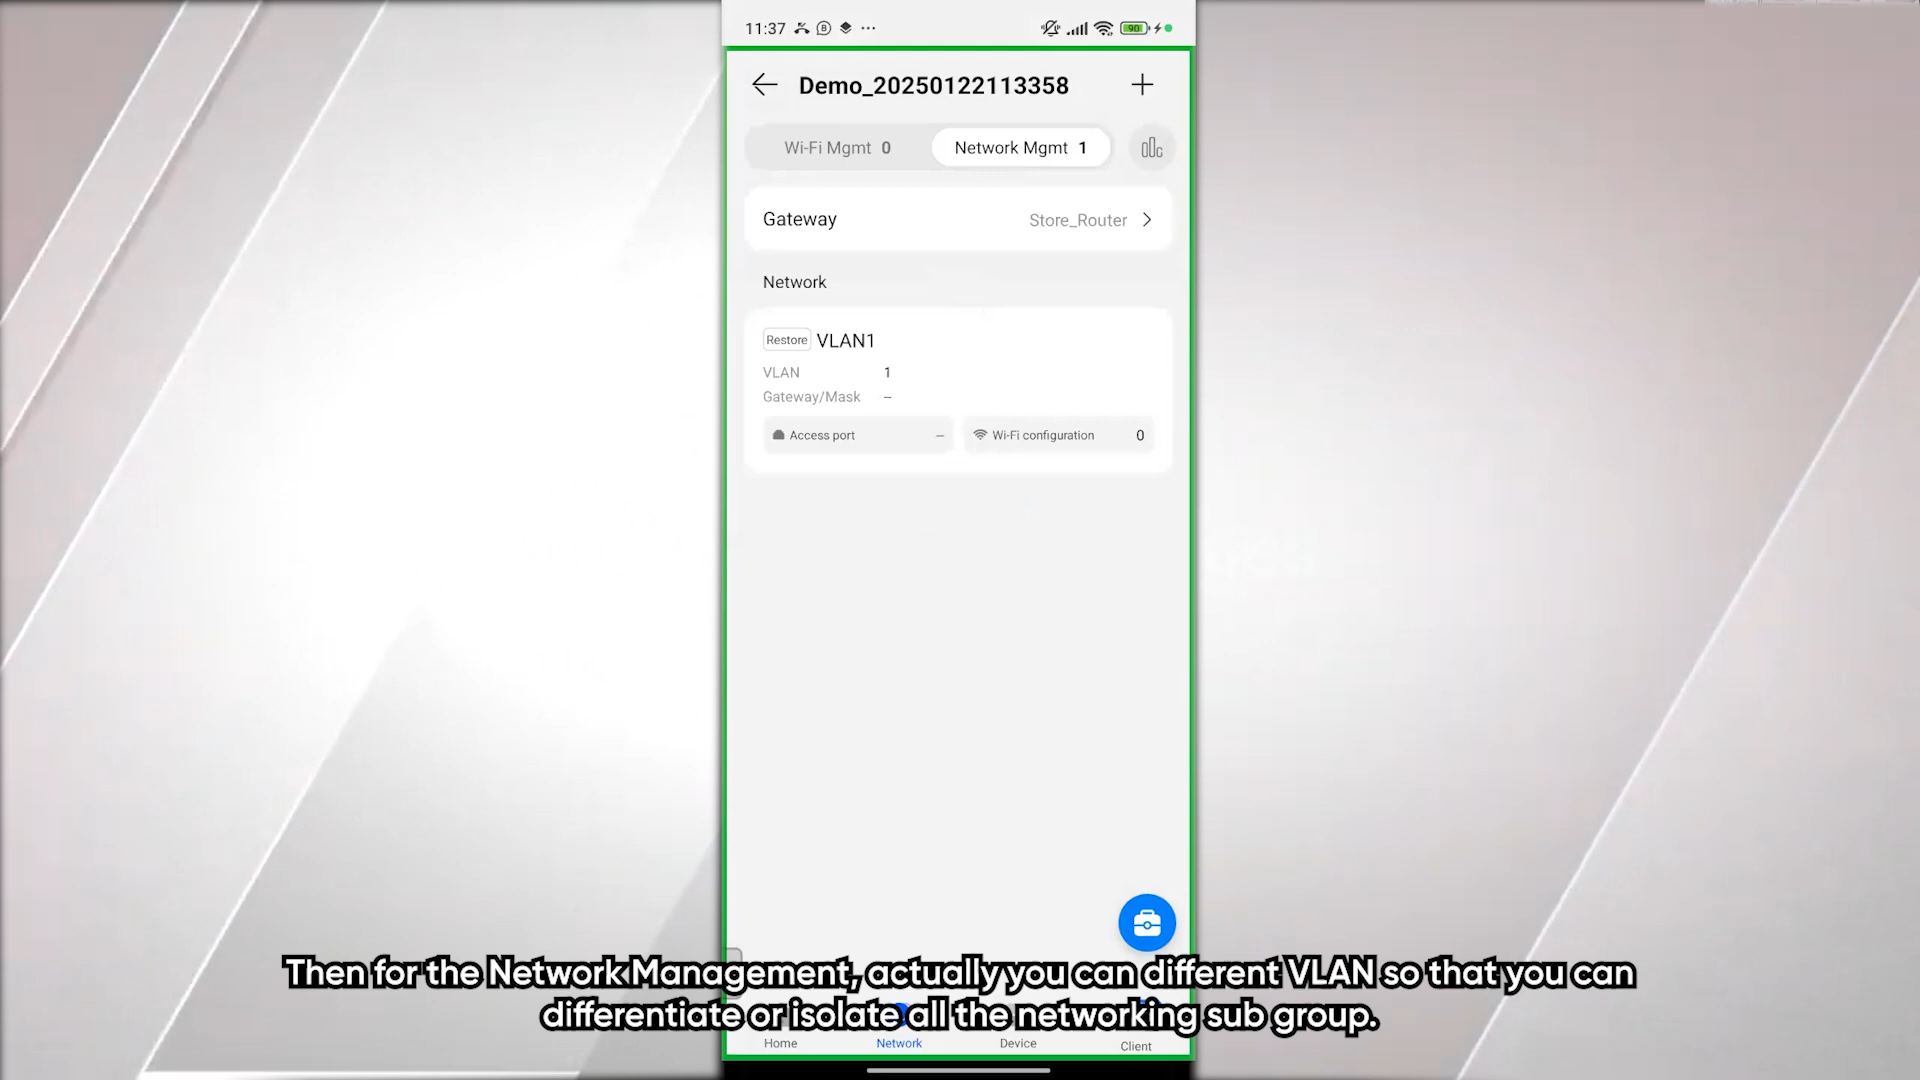 11:37
90
Demo_20250122113358
Wi-Fi Mgmt 0
Network Mgmt 1
Gateway
Store_Router
Network
Restore VLAN1
VLAN 1
Gateway/Mask --
Access port --
Wi-Fi configuration 0
Then for the Network Management, actually you can different VLAN so that you can
differentiate or isolate all the networking sub group.
Home
Network
Device
Client